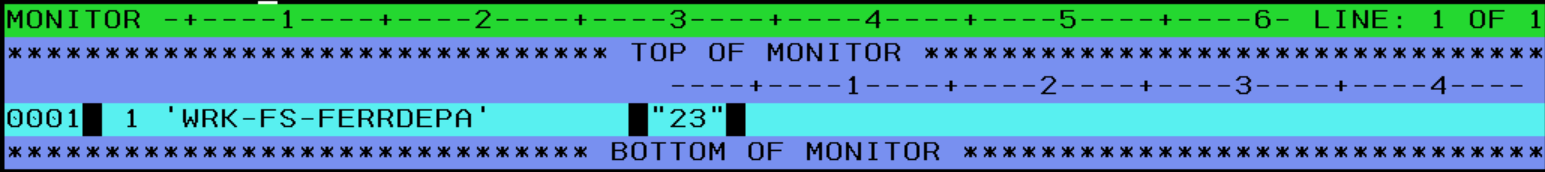 MONITOR -+----1----+----2----+----3----+----4----+----5----+----6- LINE: 1 OF 1
******************************* TOP OF MONITOR ********************************
----+----1----+----2----+----3----+----4----
0001 1 'WRK-FS-FERRDEPA' "23"
****************************** BOTTOM OF MONITOR ******************************